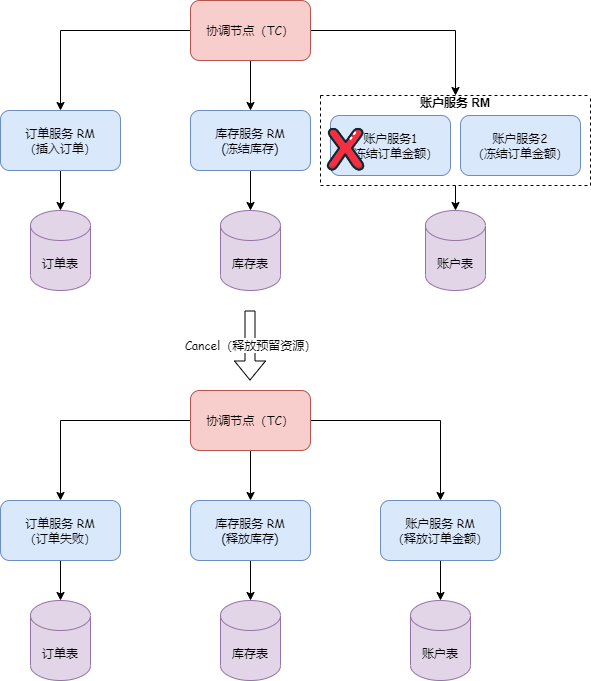 协调节点（TC）
账户服务 RM
订单服务 RM
(插入订单)
库存服务 RM
(冻结库存)
账户服务1
冻结订单金额)
账户服务2
(冻结订单金额)
订单表
库存表
账户表
Cancel（释放预留资源）
协调节点（TC）
订单服务 RM
(订单失败)
库存服务 RM
(释放库存)
账户服务 RM
(释放订单金额)
订单表
库存表
账户表